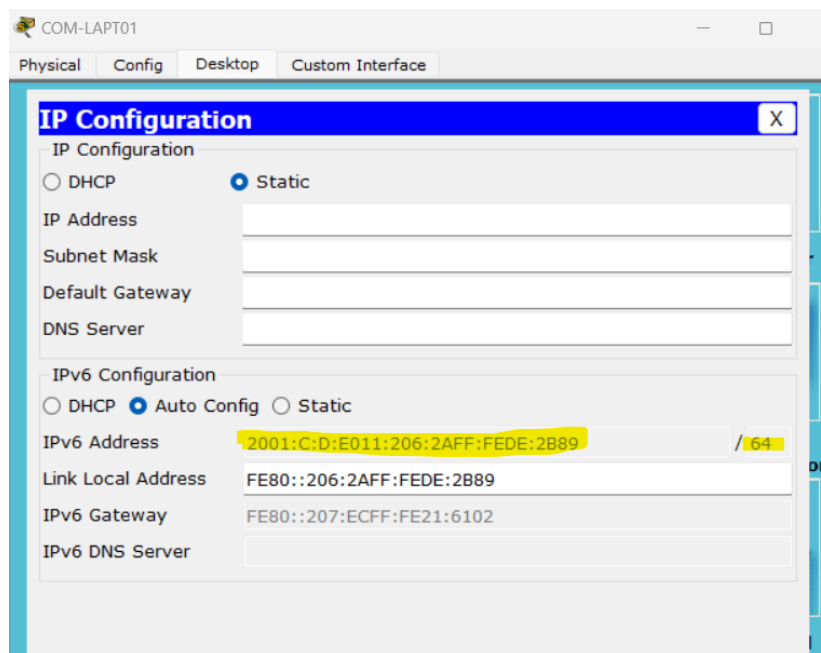 COM-LAPT01
Physical Config Desktop Custom Interface
IP Configuration X
IP Configuration
DHCP Static
IP Address
Subnet Mask
Default Gateway
DNS Server
IPv6 Configuration
DHCP Auto Config Static
IPv6 Address 2001:C:D:E011:206:2AFF:FEDE:2B89 / 64
Link Local Address FE80::206:2AFF:FEDE:2B89
IPv6 Gateway FE80::207:ECFF:FE21:6102
IPv6 DNS Server